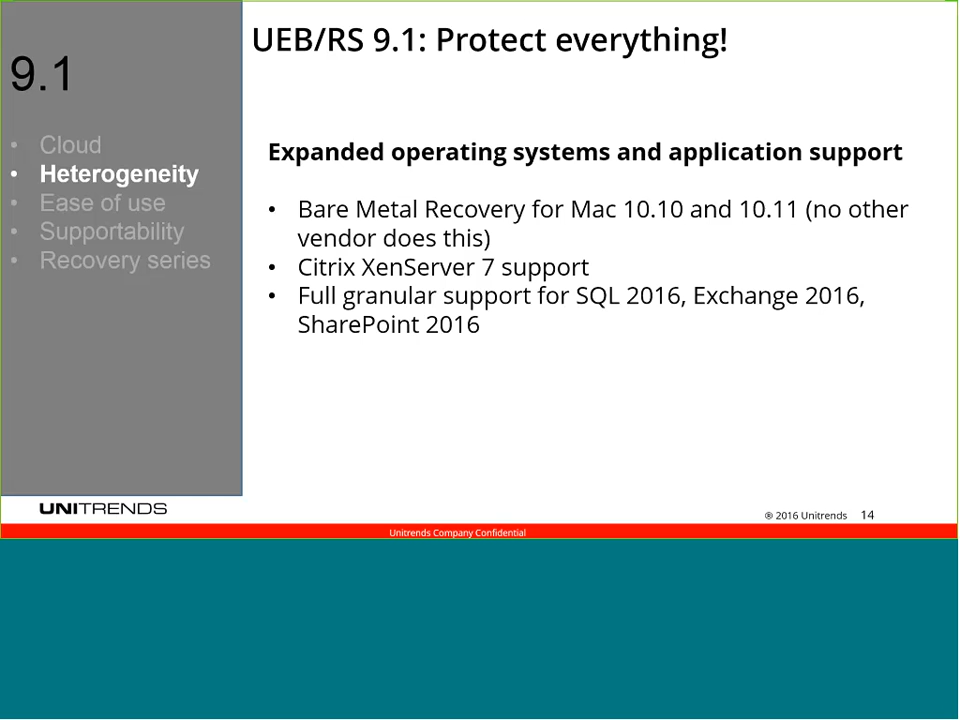 9.1
• Cloud
• Heterogeneity
• Ease of use
• Supportability
• Recovery series
UEB/RS 9.1: Protect everything!
Expanded operating systems and application support
• Bare Metal Recovery for Mac 10.10 and 10.11 (no other
vendor does this)
• Citrix XenServer 7 support
• Full granular support for SQL 2016, Exchange 2016,
SharePoint 2016
UNITRENDS
® 2016 Unitrends 14
Unitrends Company Confidential